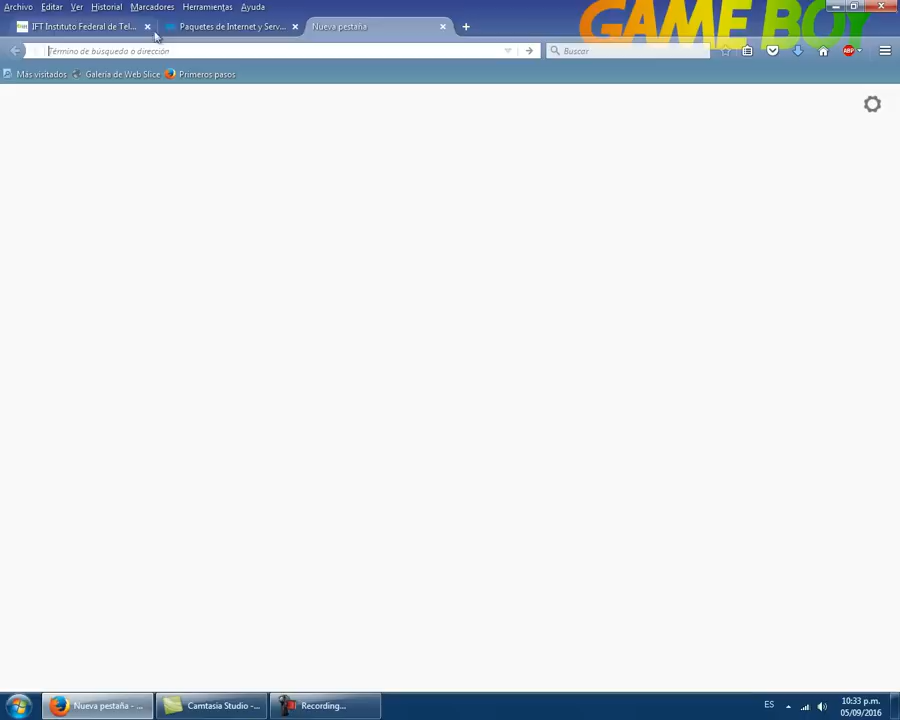 Archivo Editar Ver Historial Marcadores Herramientas Ayuda
IFT Instituto Federal de Tel... Paquetes de Internet y Serv... Nueva pestaña
GAME BOY
Término de búsqueda o dirección Buscar ABP
Más visitados Galería de Web Slice Primeros pasos
Nueva pestaña - ... Camtasia Studio -... Recording... ES 10:33 p.m.
05/09/2016